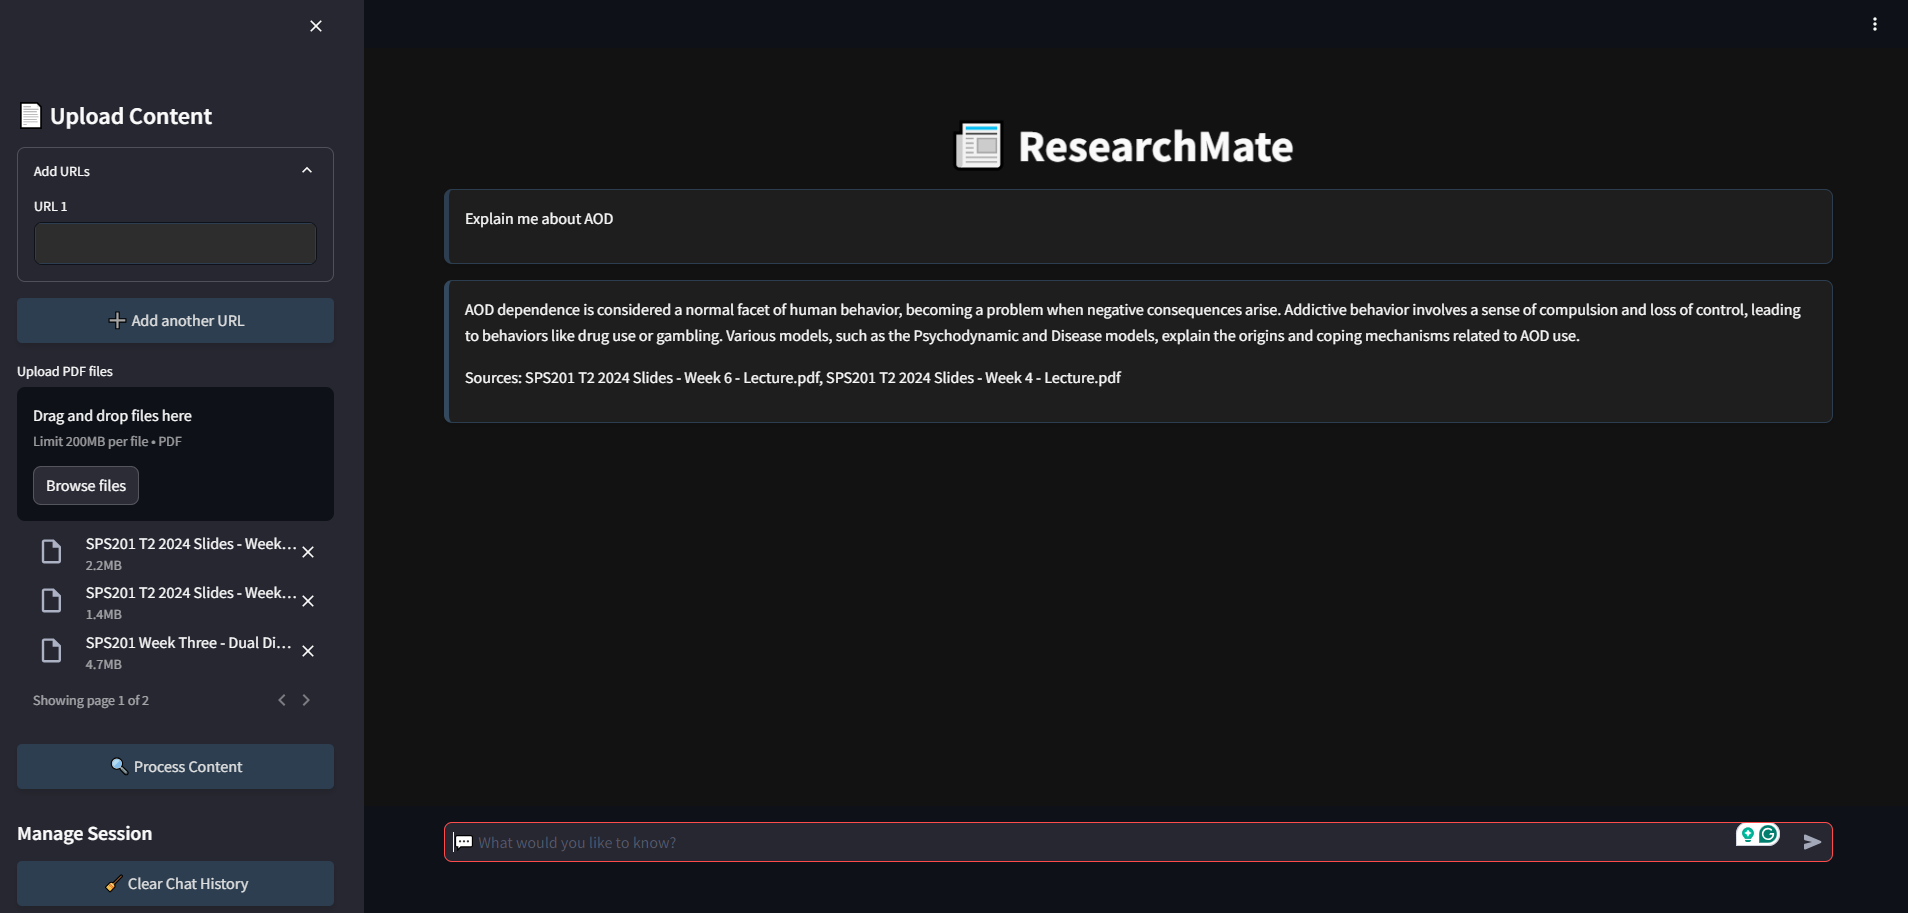 Upload Content
Add URLs
URL 1
Add another URL
Upload PDF files
Drag and drop files here
Limit 200MB per file • PDF
Browse files
SPS201 T2 2024 Slides - Week...
2.2MB
SPS201 T2 2024 Slides - Week...
1.4MB
SPS201 Week Three - Dual Di...
4.7MB
Showing page 1 of 2
Process Content
Manage Session
Clear Chat History
ResearchMate
Explain me about AOD
AOD dependence is considered a normal facet of human behavior, becoming a problem when negative consequences arise. Addictive behavior involves a sense of compulsion and loss of control, leading
to behaviors like drug use or gambling. Various models, such as the Psychodynamic and Disease models, explain the origins and coping mechanisms related to AOD use.
Sources: SPS201 T2 2024 Slides - Week 6 - Lecture.pdf, SPS201 T2 2024 Slides - Week 4 - Lecture.pdf
What would you like to know?